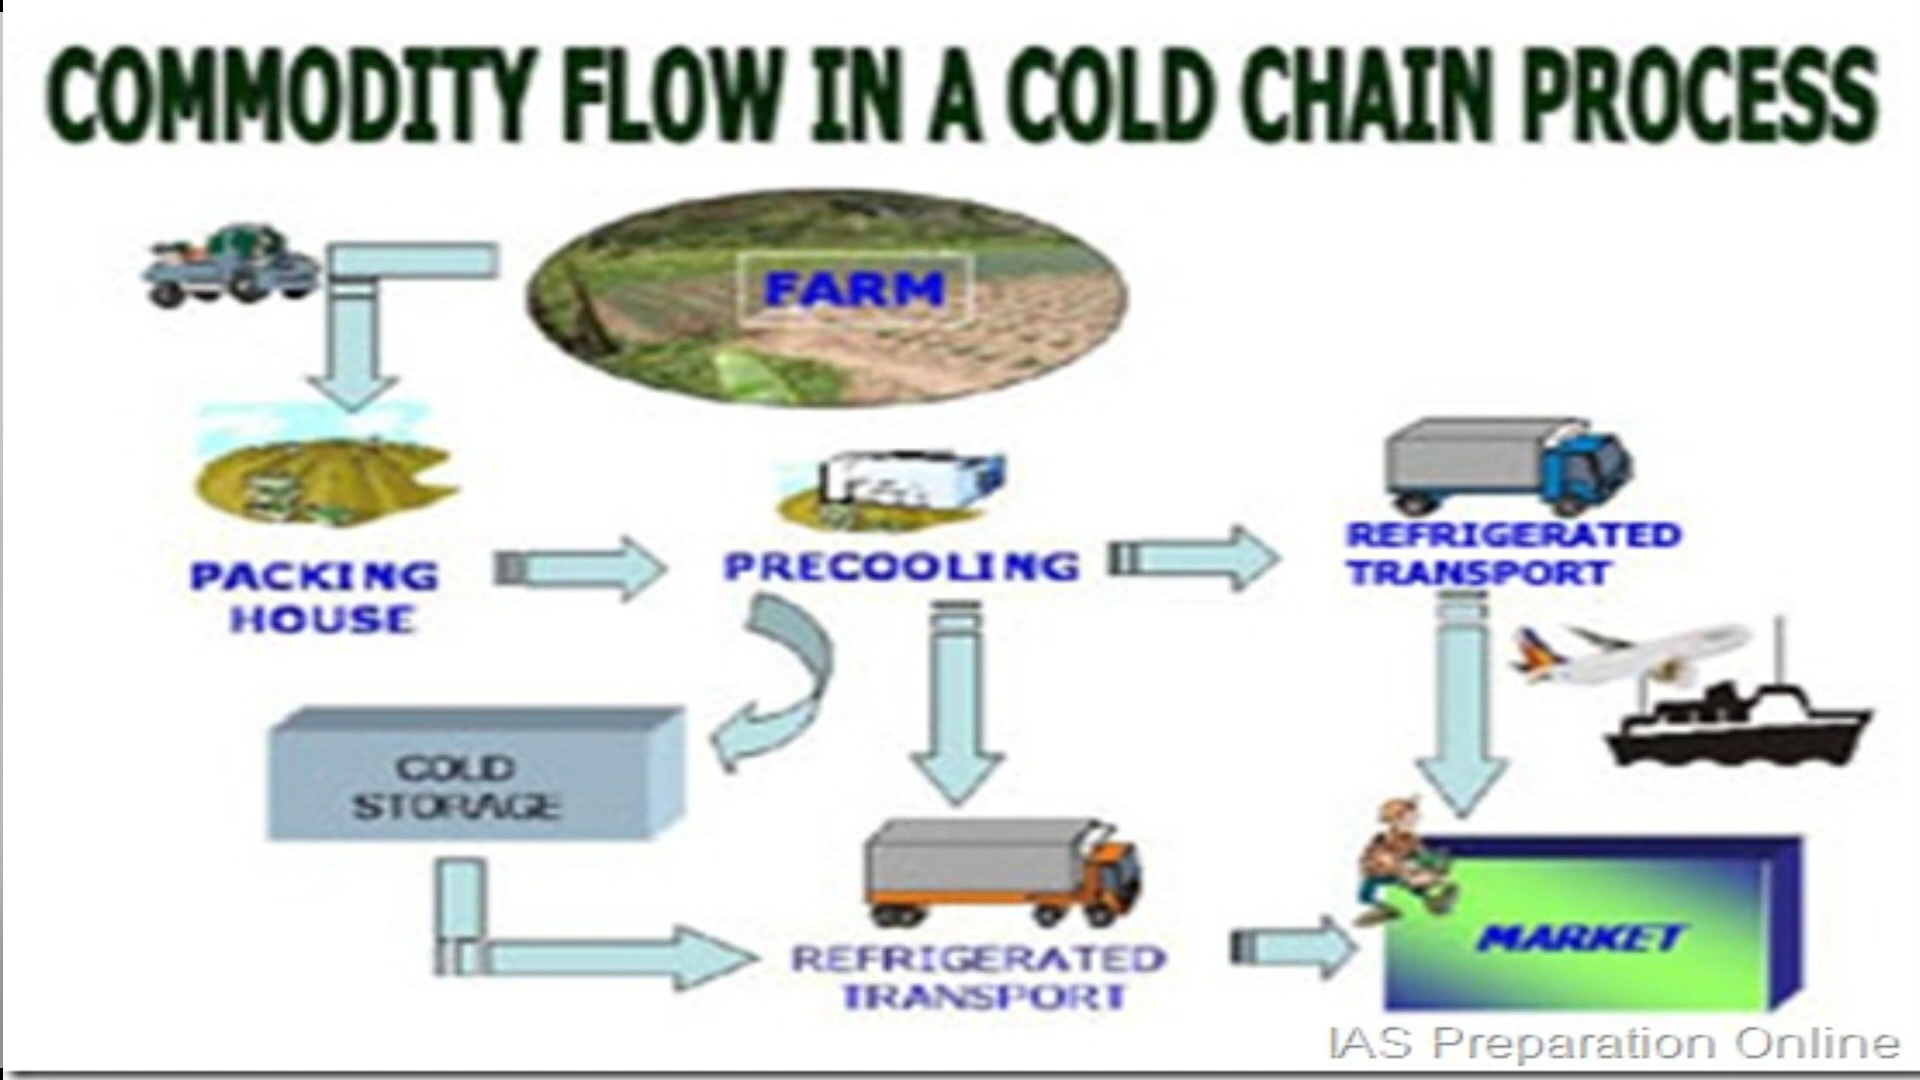 COMMODITY FLOW IN A COLD CHAIN PROCESS
FARM
PACKING
HOUSE
PRECOOLING
REFRIGERATED
TRANSPORT
COLD
STORAGE
REFRIGERATED
TRANSPORT
MARKET
IAS Preparation Online